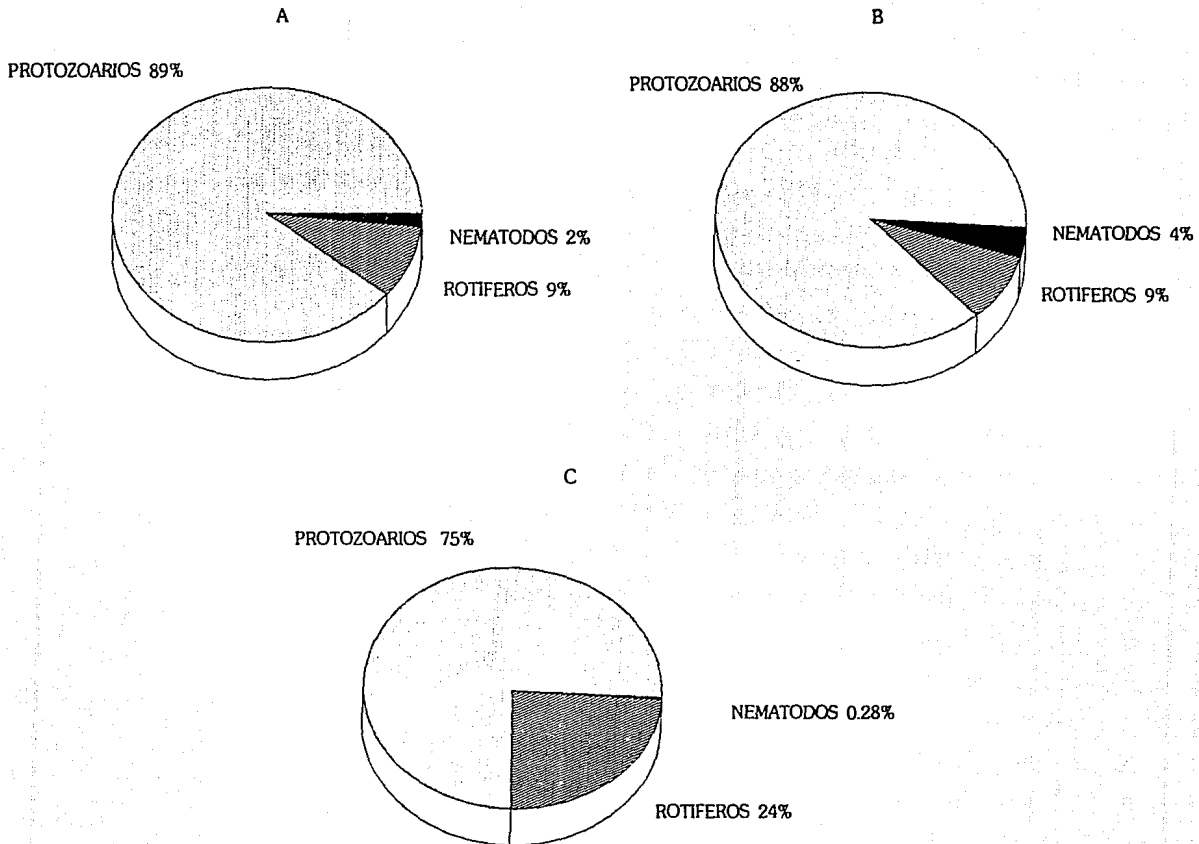 A
PROTOZOARIOS 89%
NEMATODOS 2%
ROTIFEROS 9%
B
PROTOZOARIOS 88%
NEMATODOS 4%
ROTIFEROS 9%
C
PROTOZOARIOS 75%
NEMATODOS 0.28%
ROTIFEROS 24%